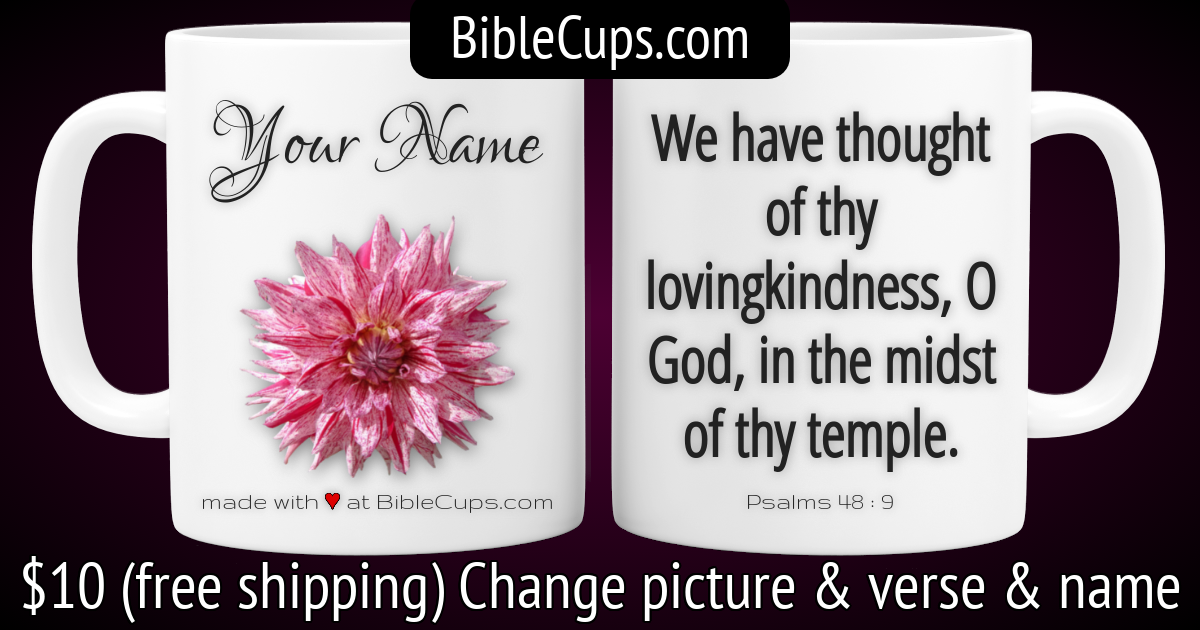 BibleCups.com
Your Name
made with ♥ at BibleCups.com
We have thought
of thy
lovingkindness, O
God, in the midst
of thy temple.
Psalms 48 : 9
$10 (free shipping) Change picture & verse & name